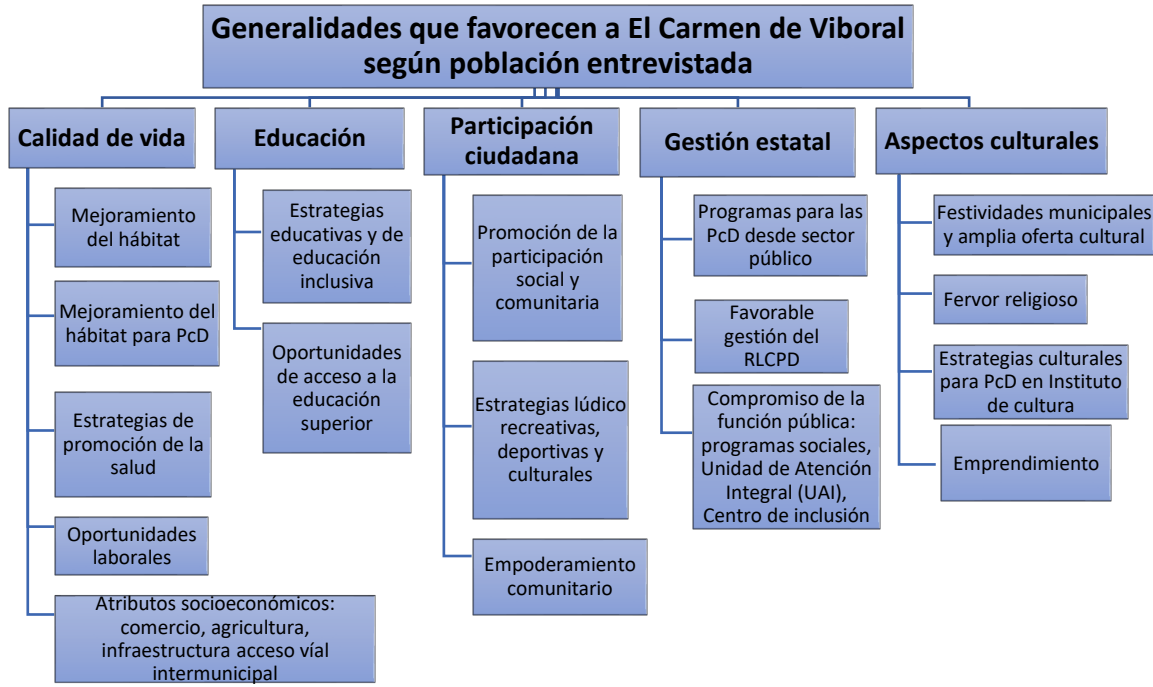 Generalidades que favorecen a El Carmen de Viboral
según población entrevistada
Calidad de vida
Mejoramiento
del hábitat
Mejoramiento del
hábitat para PcD
Estrategias de
promoción de la
salud
Oportunidades
laborales
Atributos socioeconómicos:
comercio, agricultura,
infraestructura acceso víal
intermunicipal
Educación
Estrategias
educativas y de
educación
inclusiva
Oportunidades
de acceso a la
educación
superior
Participación
ciudadana
Promoción de la
participación
social y
comunitaria
Estrategias lúdico
recreativas,
deportivas y
culturales
Empoderamiento
comunitario
Gestión estatal
Programas para las
PcD desde sector
público
Favorable
gestión del
RLCPD
Compromiso de la
función pública:
programas sociales,
Unidad de Atención
Integral (UAI),
Centro de inclusión
Aspectos culturales
Festividades municipales
y amplia oferta cultural
Fervor religioso
Estrategias culturales
para PcD en Instituto
de cultura
Emprendimiento